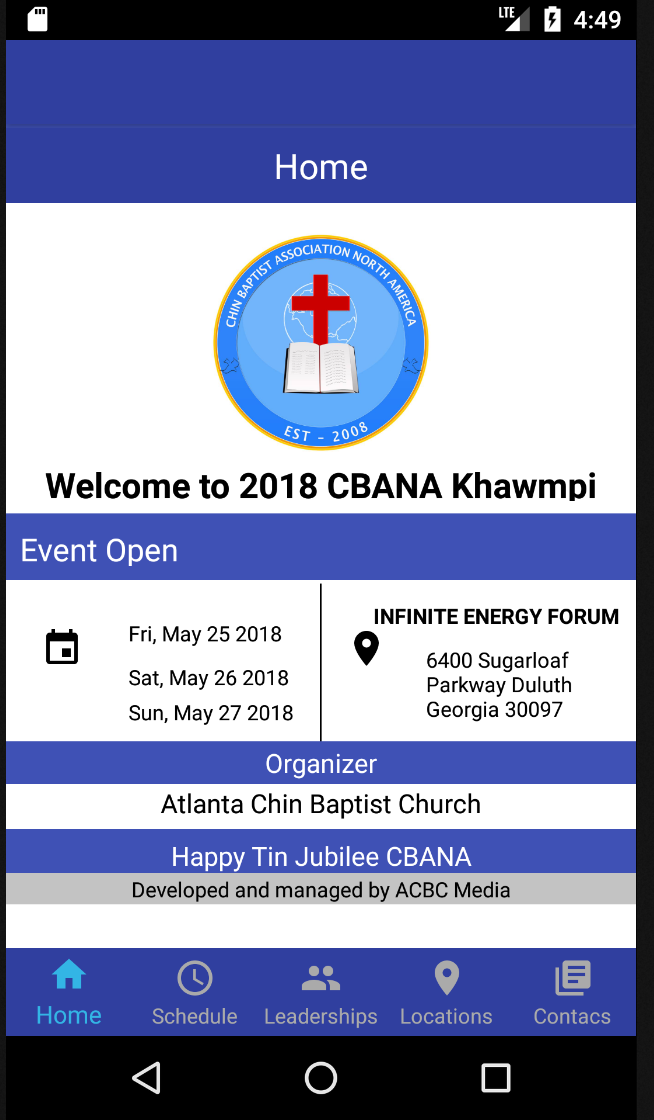 LTE 4:49
Home
CHIN BAPTIST ASSOCIATION NORTH AMERICA
EST - 2008
Welcome to 2018 CBANA Khawmpi
Event Open
Fri, May 25 2018
Sat, May 26 2018
Sun, May 27 2018
INFINITE ENERGY FORUM
6400 Sugarloaf
Parkway Duluth
Georgia 30097
Organizer
Atlanta Chin Baptist Church
Happy Tin Jubilee CBANA
Developed and managed by ACBC Media
Home Schedule Leaderships Locations Contacs